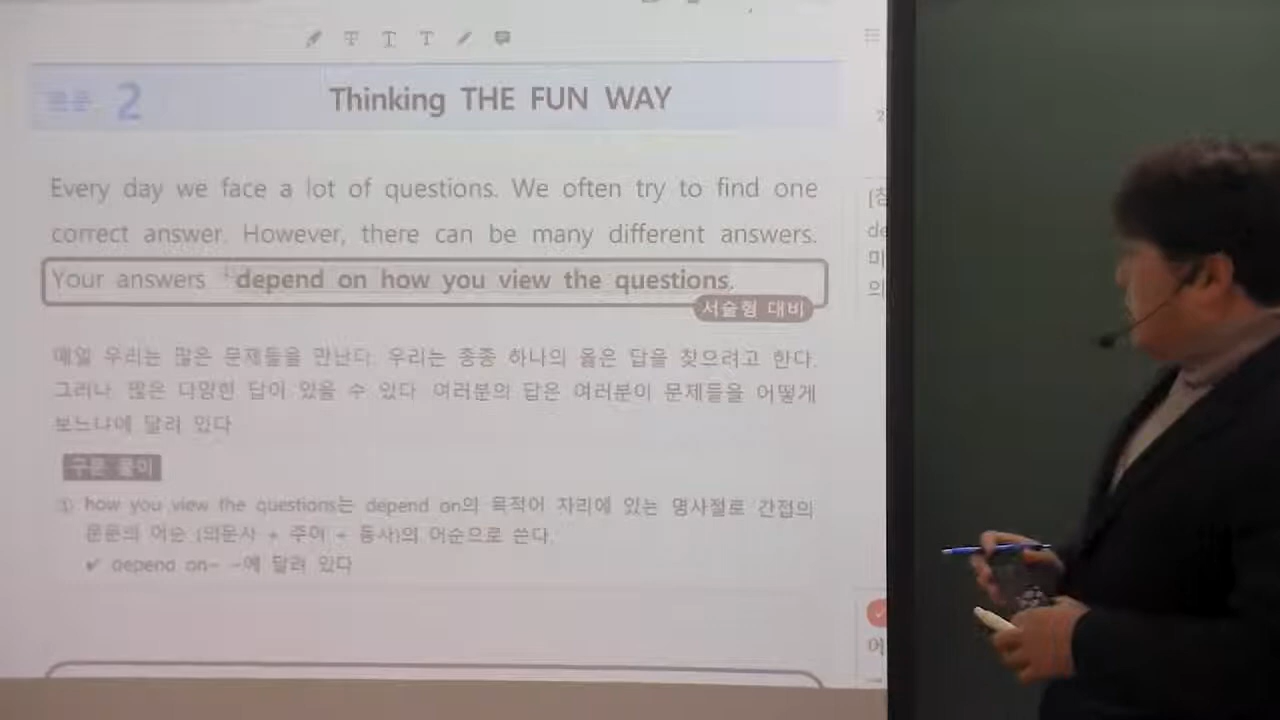 본문 2
Thinking THE FUN WAY
Every day we face a lot of questions. We often try to find one
correct answer. However, there can be many different answers.
Your answers ①depend on how you view the questions.
서술형 대비
매일 우리는 많은 문제들을 만난다. 우리는 종종 하나의 옳은 답을 찾으려고 한다.
그러나 많은 다양한 답이 있을 수 있다 여러분의 답은 여러분이 문제들을 어떻게
보느냐에 달려 있다
구문 풀이
① how you view the questions는 depend on의 목적어 자리에 있는 명사절로 간접의
문문의 어순 (의문사 + 주어 + 동사)의 어순으로 쓴다.
✔ depend on~ ~에 달려 있다
2
de
미
의
어